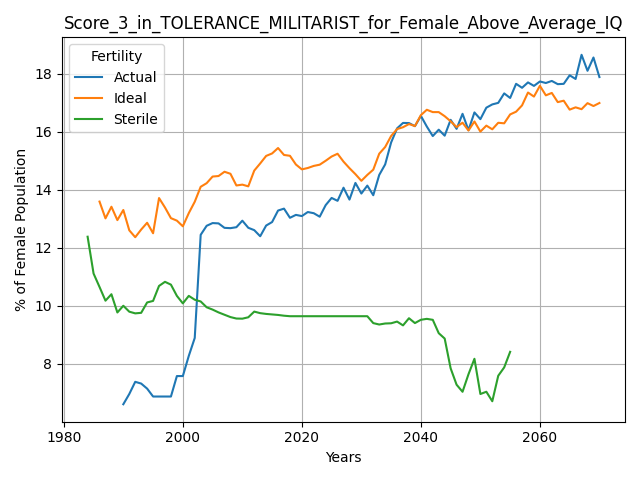 Score_3_in_TOLERANCE_MILITARIST_for_Female_Above_Average_IQ
Fertility
Actual
Ideal
Sterile
% of Female Population
18
16
14
12
10
8
1980 2000 2020 2040 2060
Years